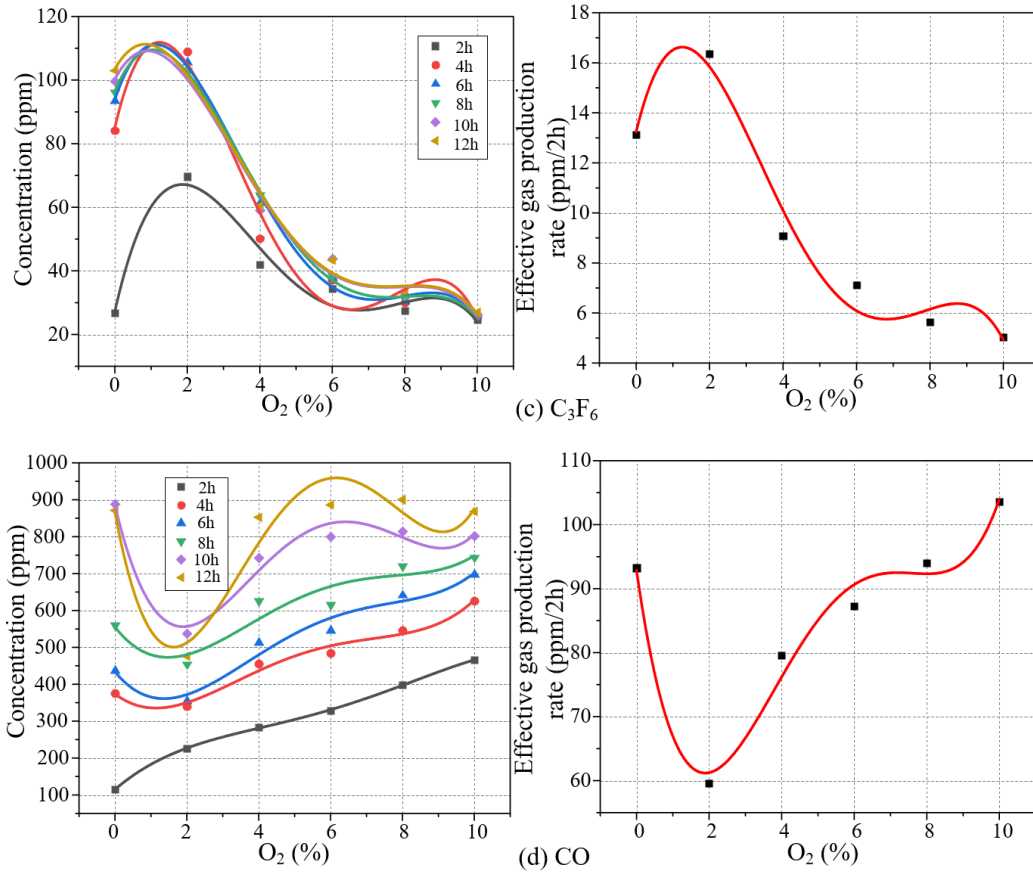 Concentration (ppm)
120
100
80
60
40
20
0
2
4
6
8
10
O₂ (%)
2h
4h
6h
8h
10h
12h
Effective gas production
rate (ppm/2h)
18
16
14
12
10
8
6
4
0
2
4
6
8
10
O₂ (%)
(c) C₃F₆
Concentration (ppm)
1000
900
800
700
600
500
400
300
200
100
0
2
4
6
8
10
O₂ (%)
2h
4h
6h
8h
10h
12h
Effective gas production
rate (ppm/2h)
110
100
90
80
70
60
0
2
4
6
8
10
O₂ (%)
(d) CO